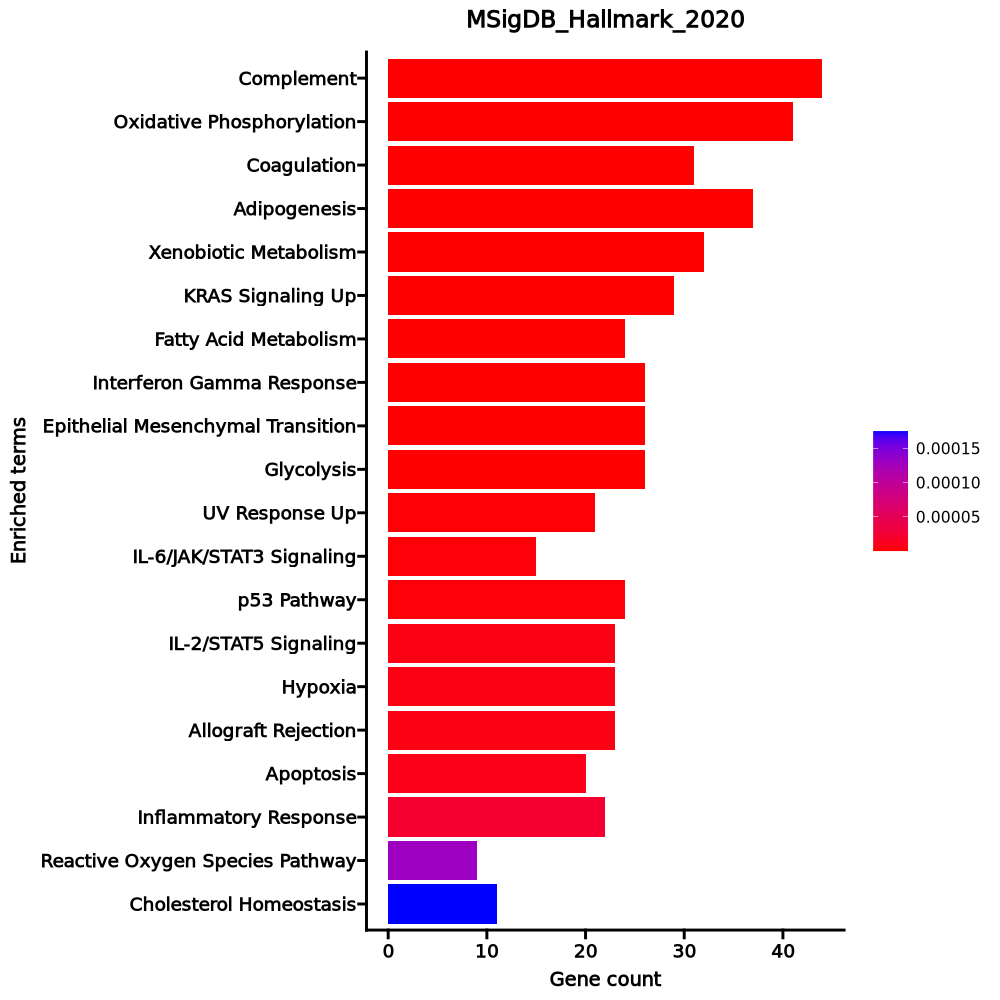 MSigDB_Hallmark_2020
Complement
Oxidative Phosphorylation
Coagulation
Adipogenesis
Xenobiotic Metabolism
KRAS Signaling Up
Fatty Acid Metabolism
Interferon Gamma Response
Epithelial Mesenchymal Transition
Glycolysis
UV Response Up
IL-6/JAK/STAT3 Signaling
p53 Pathway
IL-2/STAT5 Signaling
Hypoxia
Allograft Rejection
Apoptosis
Inflammatory Response
Reactive Oxygen Species Pathway
Cholesterol Homeostasis
Enriched terms
0 10 20 30 40
Gene count
0.00015
0.00010
0.00005